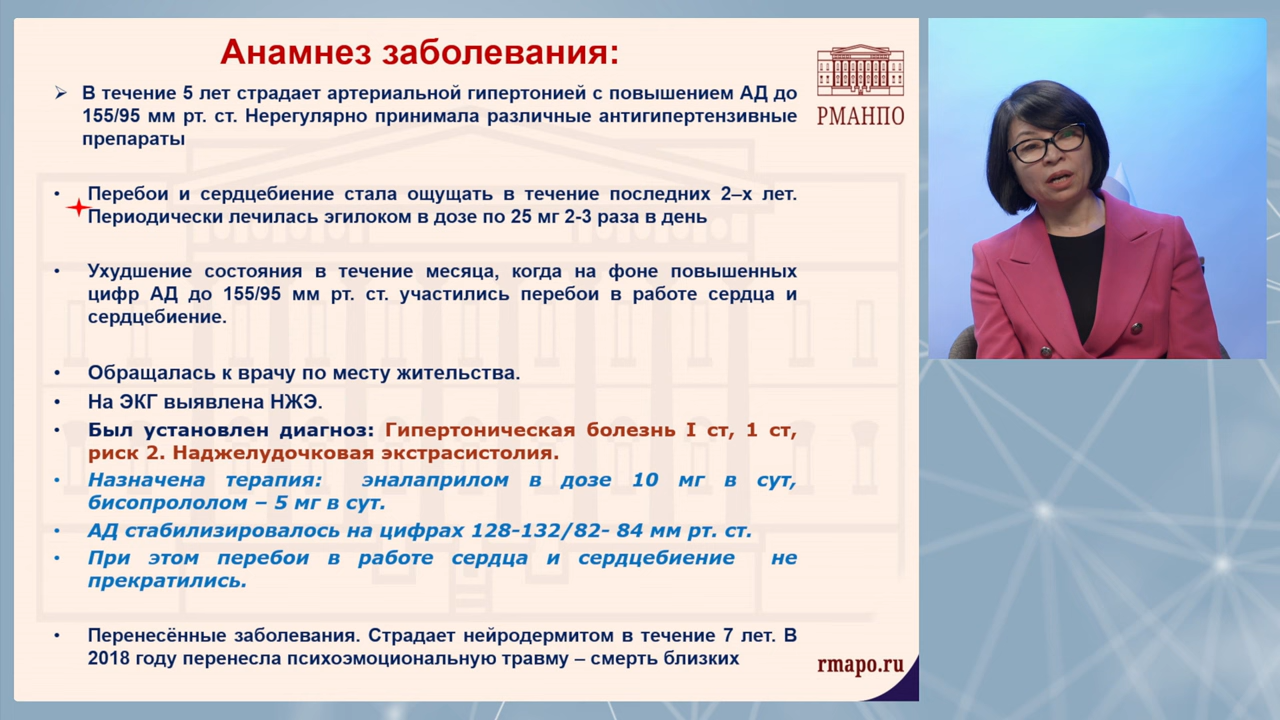 Анамнез заболевания:
РМАНПО
В течение 5 лет страдает артериальной гипертонией с повышением АД до
155/95 мм рт. ст. Нерегулярно принимала различные антигипертензивные
препараты
Перебои и сердцебиение стала ощущать в течение последних 2–х лет.
Периодически лечилась эгилоком в дозе по 25 мг 2-3 раза в день
Ухудшение состояния в течение месяца, когда на фоне повышенных
цифр АД до 155/95 мм рт. ст. участились перебои в работе сердца и
сердцебиение.
Обращалась к врачу по месту жительства.
На ЭКГ выявлена НЖЭ.
Был установлен диагноз: Гипертоническая болезнь I ст, 1 ст,
риск 2. Наджелудочковая экстрасистолия.
Назначена терапия: эналаприлом в дозе 10 мг в сут,
бисопрололом – 5 мг в сут.
АД стабилизировалось на цифрах 128-132/82- 84 мм рт. ст.
При этом перебои в работе сердца и сердцебиение не
прекратились.
Перенесённые заболевания. Страдает нейродермитом в течение 7 лет. В
2018 году перенесла психоэмоциональную травму – смерть близких
rmapo.ru